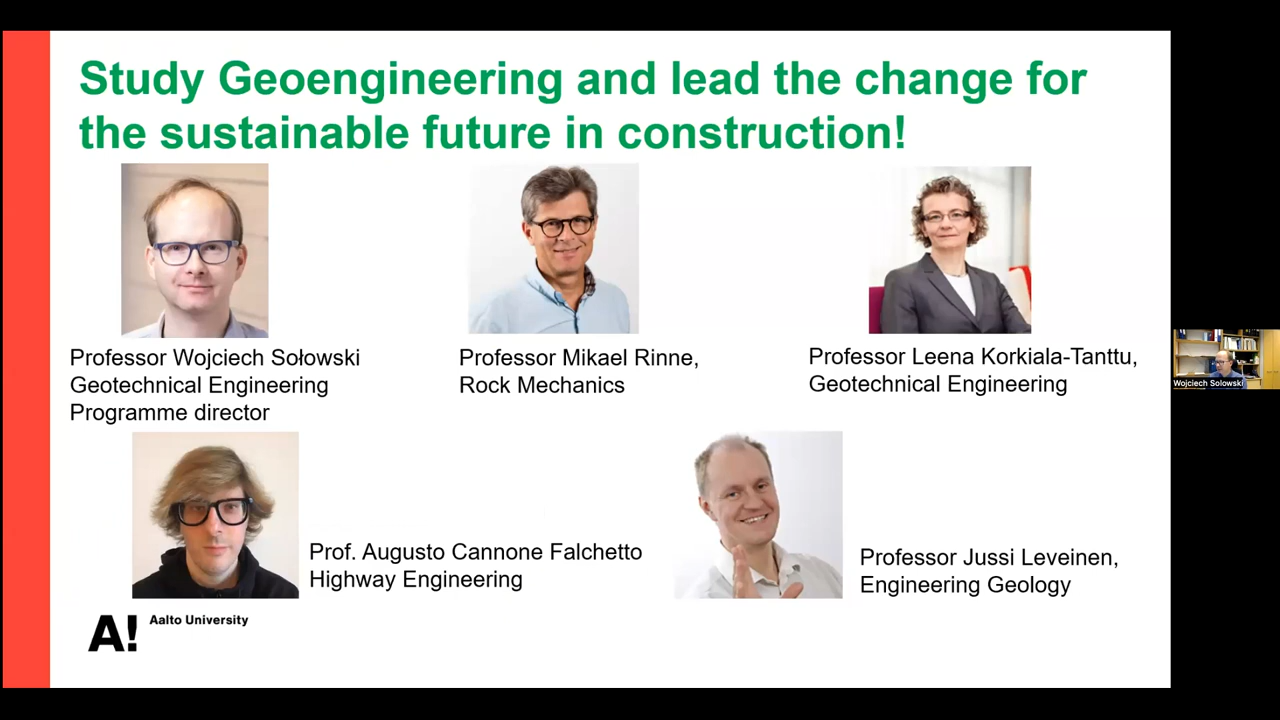 Study Geoengineering and lead the change for
the sustainable future in construction!
Professor Wojciech Sołowski
Geotechnical Engineering
Programme director
Professor Mikael Rinne,
Rock Mechanics
Professor Leena Korkiala-Tanttu,
Geotechnical Engineering
Wojciech Solowski
Prof. Augusto Cannone Falchetto
Highway Engineering
Professor Jussi Leveinen,
Engineering Geology
A!
Aalto University